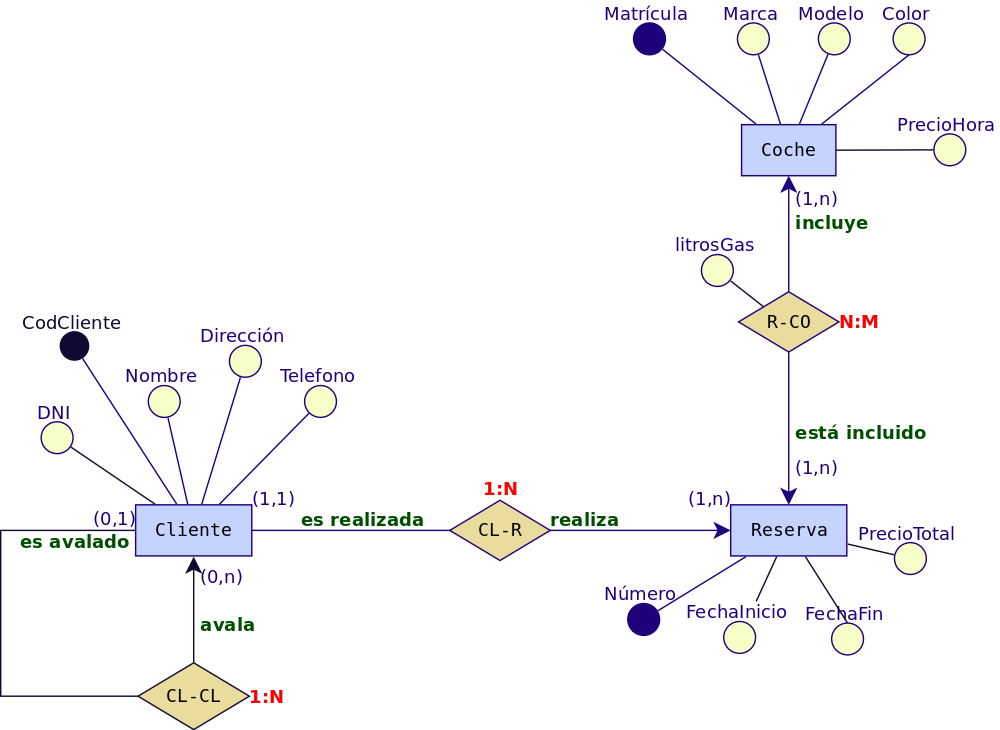 Matrícula
Marca
Modelo
Color
PrecioHora
Coche
(1,n)
incluye
litrosGas
R-CO
N:M
CodCliente
Dirección
Nombre
Telefono
DNI
está incluido
(1,n)
(0,1)
es avalado
Cliente
(1,1)
es realizada
1:N
CL-R
realiza
(1,n)
Reserva
PrecioTotal
(0,n)
Número
FechaInicio
FechaFin
avala
CL-CL
1:N